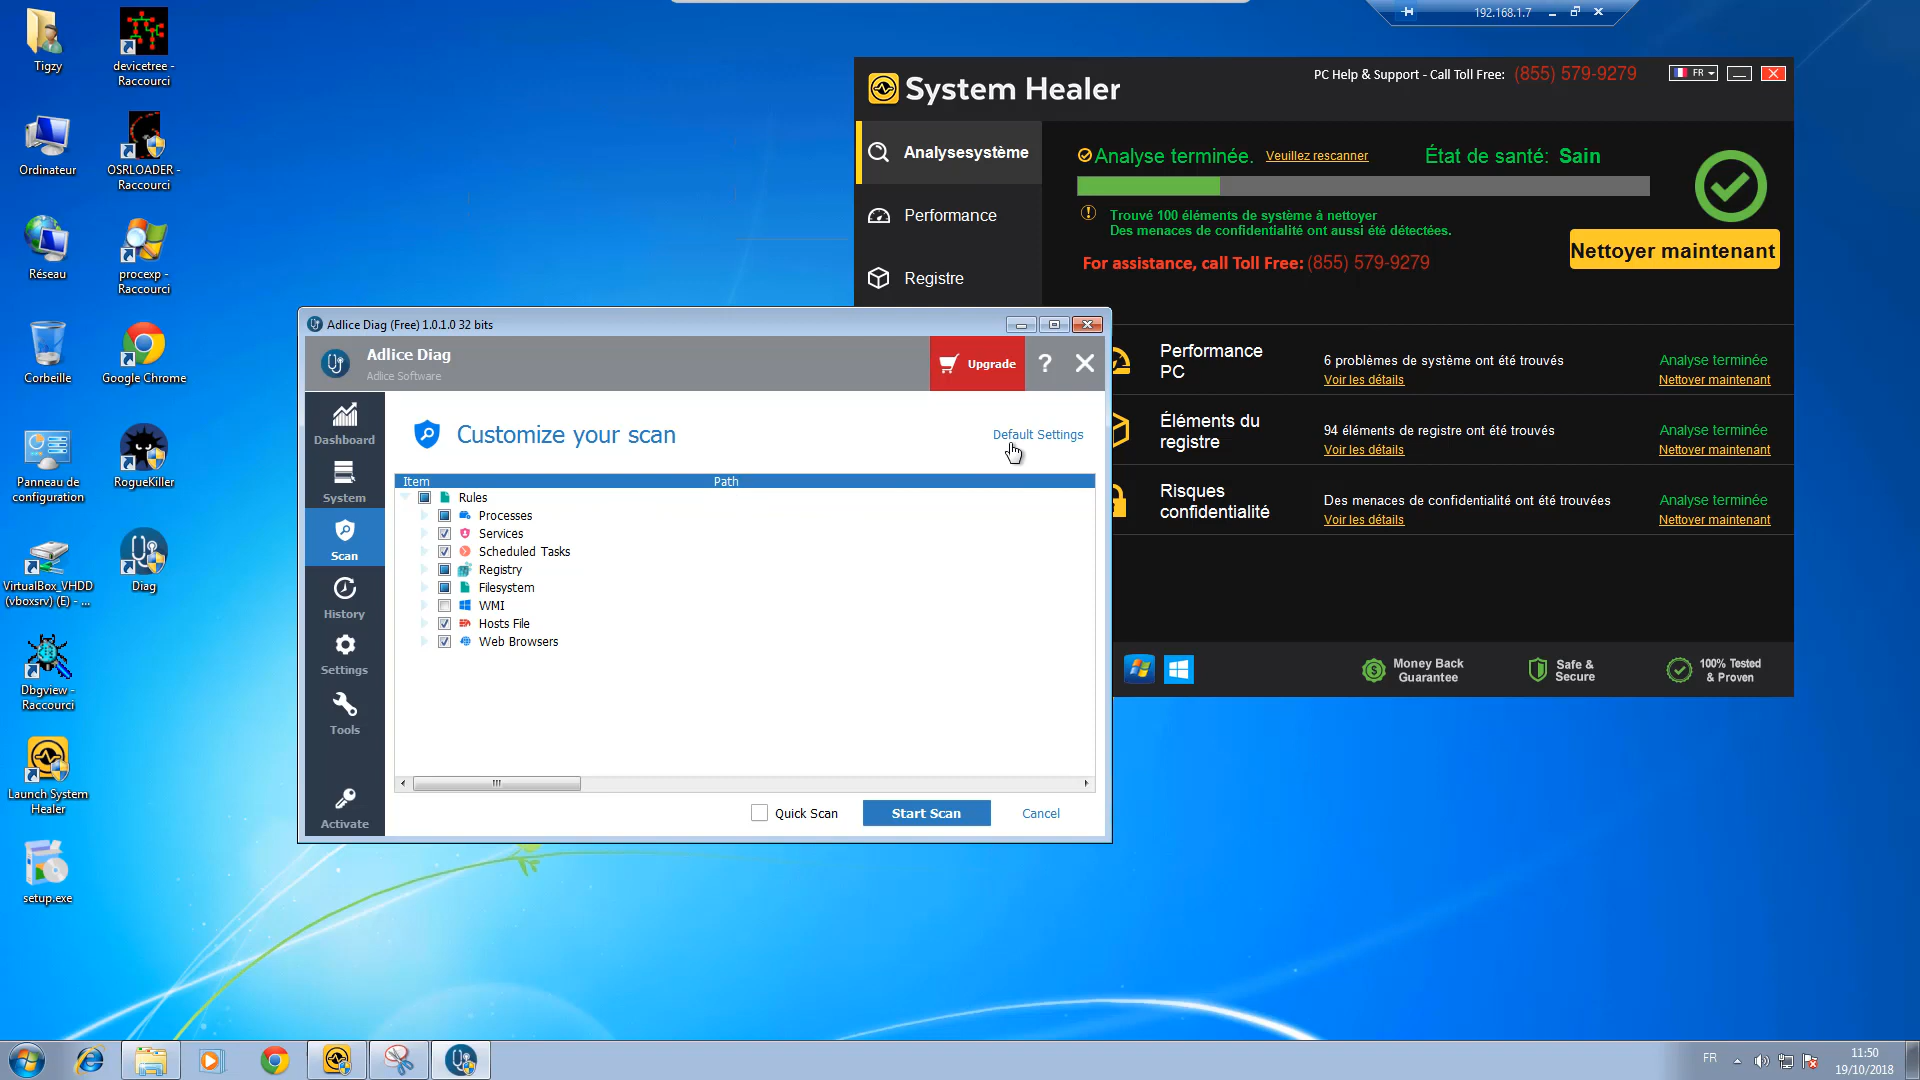 192.168.1.7
Tigzy
devicetree -
Raccourci
Ordinateur
OSRLOADER -
Raccourci
Réseau
procexp -
Raccourci
Corbeille
Google Chrome
Panneau de
configuration
RogueKiller
VirtualBox_VHDD
(vboxsrv) (E) - ...
Diag
Dbgview -
Raccourci
Launch System
Healer
setup.exe
System Healer
PC Help & Support - Call Toll Free: (855) 579-9279
FR
Analysesystème
Performance
Registre
Analyse terminée. Veuillez rescanner
État de santé: Sain
Trouvé 100 éléments de système à nettoyer
Des menaces de confidentialité ont aussi été détectées.
For assistance, call Toll Free: (855) 579-9279
Nettoyer maintenant
Performance
PC
6 problèmes de système ont été trouvés
Voir les détails
Analyse terminée
Nettoyer maintenant
Éléments du
registre
94 éléments de registre ont été trouvés
Voir les détails
Analyse terminée
Nettoyer maintenant
Risques
confidentialité
Des menaces de confidentialité ont été trouvées
Voir les détails
Analyse terminée
Nettoyer maintenant
Money Back
Guarantee
Safe &
Secure
100% Tested
& Proven
Adlice Diag (Free) 1.0.1.0 32 bits
Adlice Diag
Adlice Software
Upgrade
?
Dashboard
System
Scan
History
Settings
Tools
Activate
Customize your scan
Default Settings
Item Path
Rules
Processes
Services
Scheduled Tasks
Registry
Filesystem
WMI
Hosts File
Web Browsers
Quick Scan
Start Scan
Cancel
FR
11:50
19/10/2018